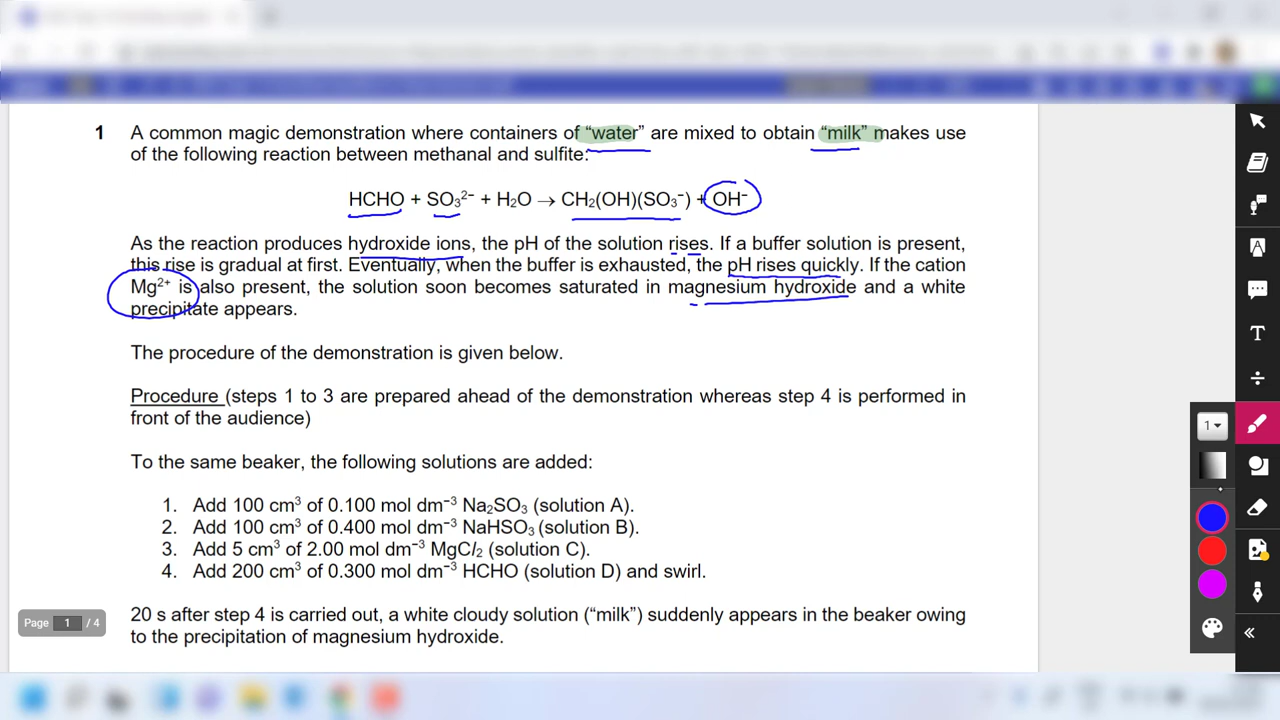 1 A common magic demonstration where containers of “water” are mixed to obtain “milk” makes use
of the following reaction between methanal and sulfite:
HCHO + SO₃²⁻ + H₂O → CH₂(OH)(SO₃⁻) + OH⁻
As the reaction produces hydroxide ions, the pH of the solution rises. If a buffer solution is present,
this rise is gradual at first. Eventually, when the buffer is exhausted, the pH rises quickly. If the cation
Mg²⁺ is also present, the solution soon becomes saturated in magnesium hydroxide and a white
precipitate appears.
The procedure of the demonstration is given below.
Procedure (steps 1 to 3 are prepared ahead of the demonstration whereas step 4 is performed in
front of the audience)
To the same beaker, the following solutions are added:
1. Add 100 cm³ of 0.100 mol dm⁻³ Na₂SO₃ (solution A).
2. Add 100 cm³ of 0.400 mol dm⁻³ NaHSO₃ (solution B).
3. Add 5 cm³ of 2.00 mol dm⁻³ MgCl₂ (solution C).
4. Add 200 cm³ of 0.300 mol dm⁻³ HCHO (solution D) and swirl.
20 s after step 4 is carried out, a white cloudy solution (“milk”) suddenly appears in the beaker owing
to the precipitation of magnesium hydroxide.
Page 1 / 4
1
T